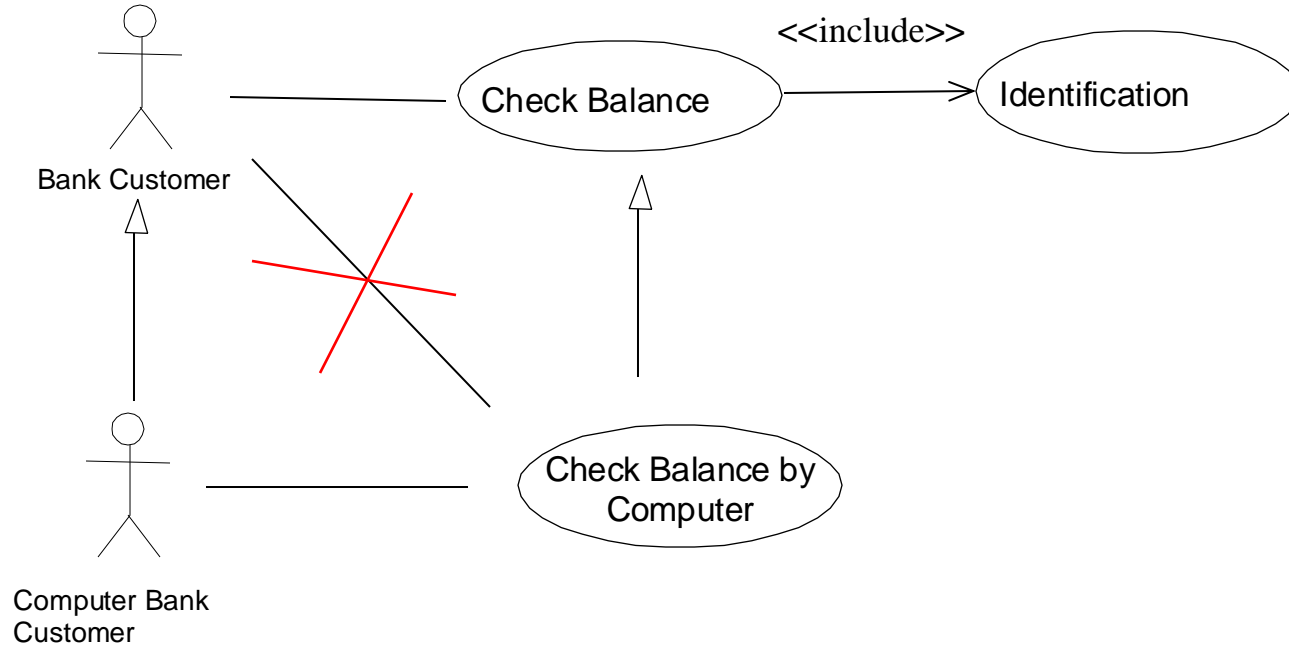 <<include>>
Check Balance
Identification
Bank Customer
Check Balance by
Computer
Computer Bank
Customer